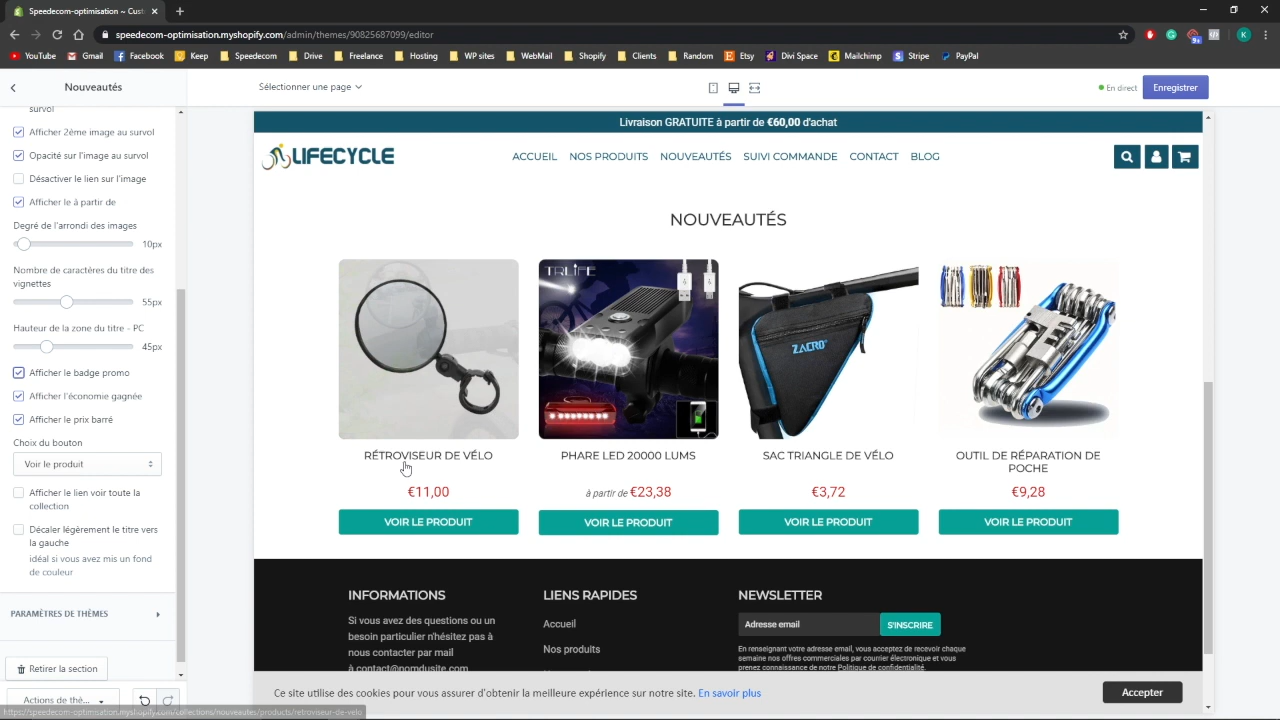 Speedecom-optimisation ~ Cust
speedecom-optimisation.myshopify.com/admin/themes/90825687099/editor
YouTube
Gmail
Facebook
Keep
Speedecom
Drive
Freelance
Hosting
WP sites
WebMail
Shopify
Clients
Random
Etsy
Divi Space
Mailchimp
Stripe
PayPal
Nouveautés
Sélectionner une page
En direct
Enregistrer
survol
Afficher 2ème image au survol
Opacité sur l'image au survol
Désactiver le lien sur l'image
Afficher le à partir de
Degré de l'arrondi des images
10px
Nombre de caractères du titre des
vignettes
55px
Hauteur de la zone du titre - PC
45px
Afficher le badge promo
Afficher l'économie gagnée
Afficher le prix barré
Choix du bouton
Voir le produit
Afficher le lien voir toute la
collection
Décaler légèrement le titre vers
la gauche
idéal si vous avez mis un fond
de couleur
PARAMÈTRES DE THÈMES
Retirer la section
Actions de thè...
Livraison GRATUITE à partir de €60,00 d'achat
LIFECYCLE
ACCUEIL
NOS PRODUITS
NOUVEAUTÉS
SUIVI COMMANDE
CONTACT
BLOG
NOUVEAUTÉS
TRLIFE
ZACRO
RÉTROVISEUR DE VÉLO
€11,00
VOIR LE PRODUIT
PHARE LED 20000 LUMS
à partir de €23,38
VOIR LE PRODUIT
SAC TRIANGLE DE VÉLO
€3,72
VOIR LE PRODUIT
OUTIL DE RÉPARATION DE
POCHE
€9,28
VOIR LE PRODUIT
INFORMATIONS
Si vous avez des questions ou un
besoin particulier n'hésitez pas à
nous contacter par mail
à contact@nomdusite.com
LIENS RAPIDES
Accueil
Nos produits
NEWSLETTER
Adresse email
S'INSCRIRE
En renseignant votre adresse email, vous acceptez de recevoir chaque
semaine nos offres commerciales par courrier électronique et vous
prenez connaissance de notre Politique de confidentialité.
Ce site utilise des cookies pour vous assurer d'obtenir la meilleure expérience sur notre site. En savoir plus
Accepter
https://speedecom-optimisation.myshopify.com/collections/nouveautes/products/retroviseur-de-velo